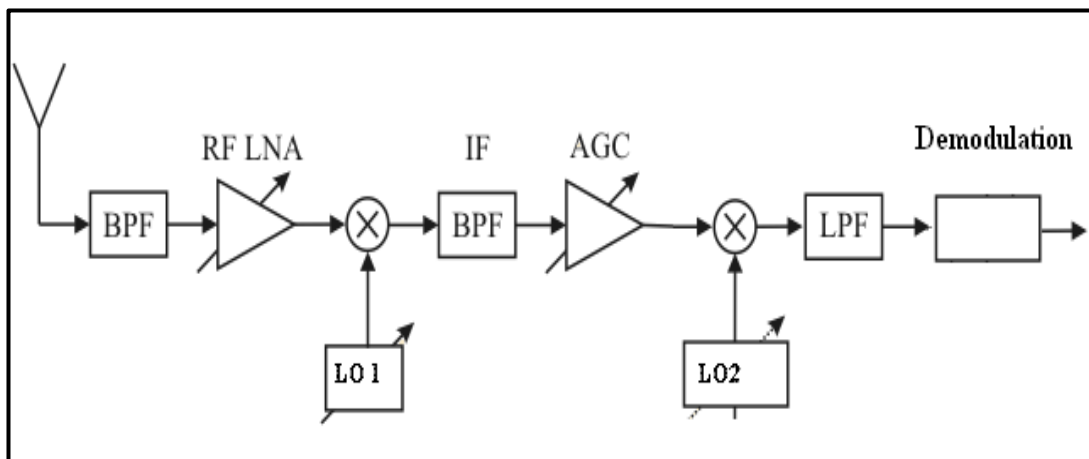 Demodulation
RF LNA
IF
AGC
BPF
BPF
LPF
LO 1
LO2